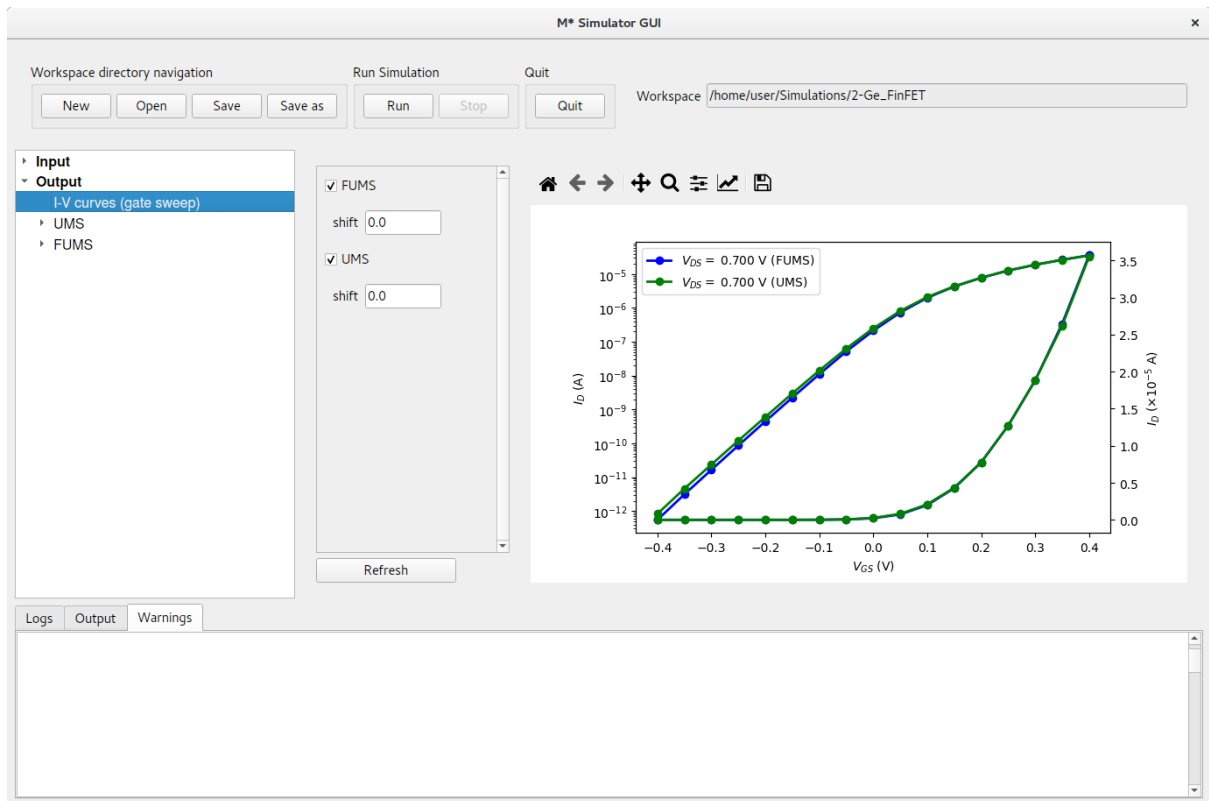 M* Simulator GUI
×
Workspace directory navigation
Run Simulation
Quit
New
Open
Save
Save as
Run
Stop
Quit
Workspace
/home/user/Simulations/2-Ge_FinFET
Input
Output
I-V curves (gate sweep)
UMS
FUMS
FUMS
shift 0.0
UMS
shift 0.0
Refresh
V_DS = 0.700 V (FUMS)
V_DS = 0.700 V (UMS)
10⁻⁵
10⁻⁶
10⁻⁷
10⁻⁸
10⁻⁹
10⁻¹⁰
10⁻¹¹
10⁻¹²
I_D (A)
3.5
3.0
2.5
2.0
1.5
1.0
0.5
0.0
I_D (×10⁻⁵ A)
−0.4 −0.3 −0.2 −0.1 0.0 0.1 0.2 0.3 0.4
V_GS (V)
Logs
Output
Warnings